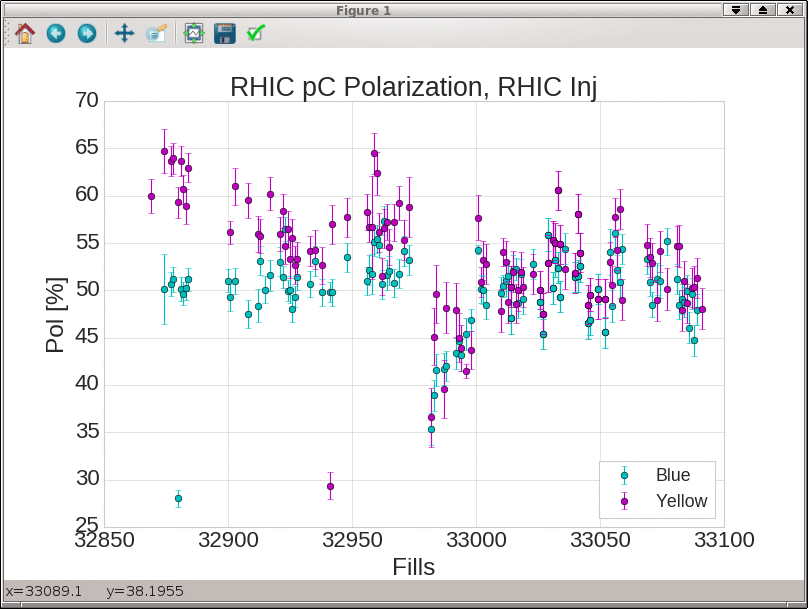 Figure 1
RHIC pC Polarization, RHIC Inj
70
65
60
55
50
45
40
35
30
25
Pol [%]
Blue
Yellow
32850 32900 32950 33000 33050 33100
Fills
x=33089.1 y=38.1955